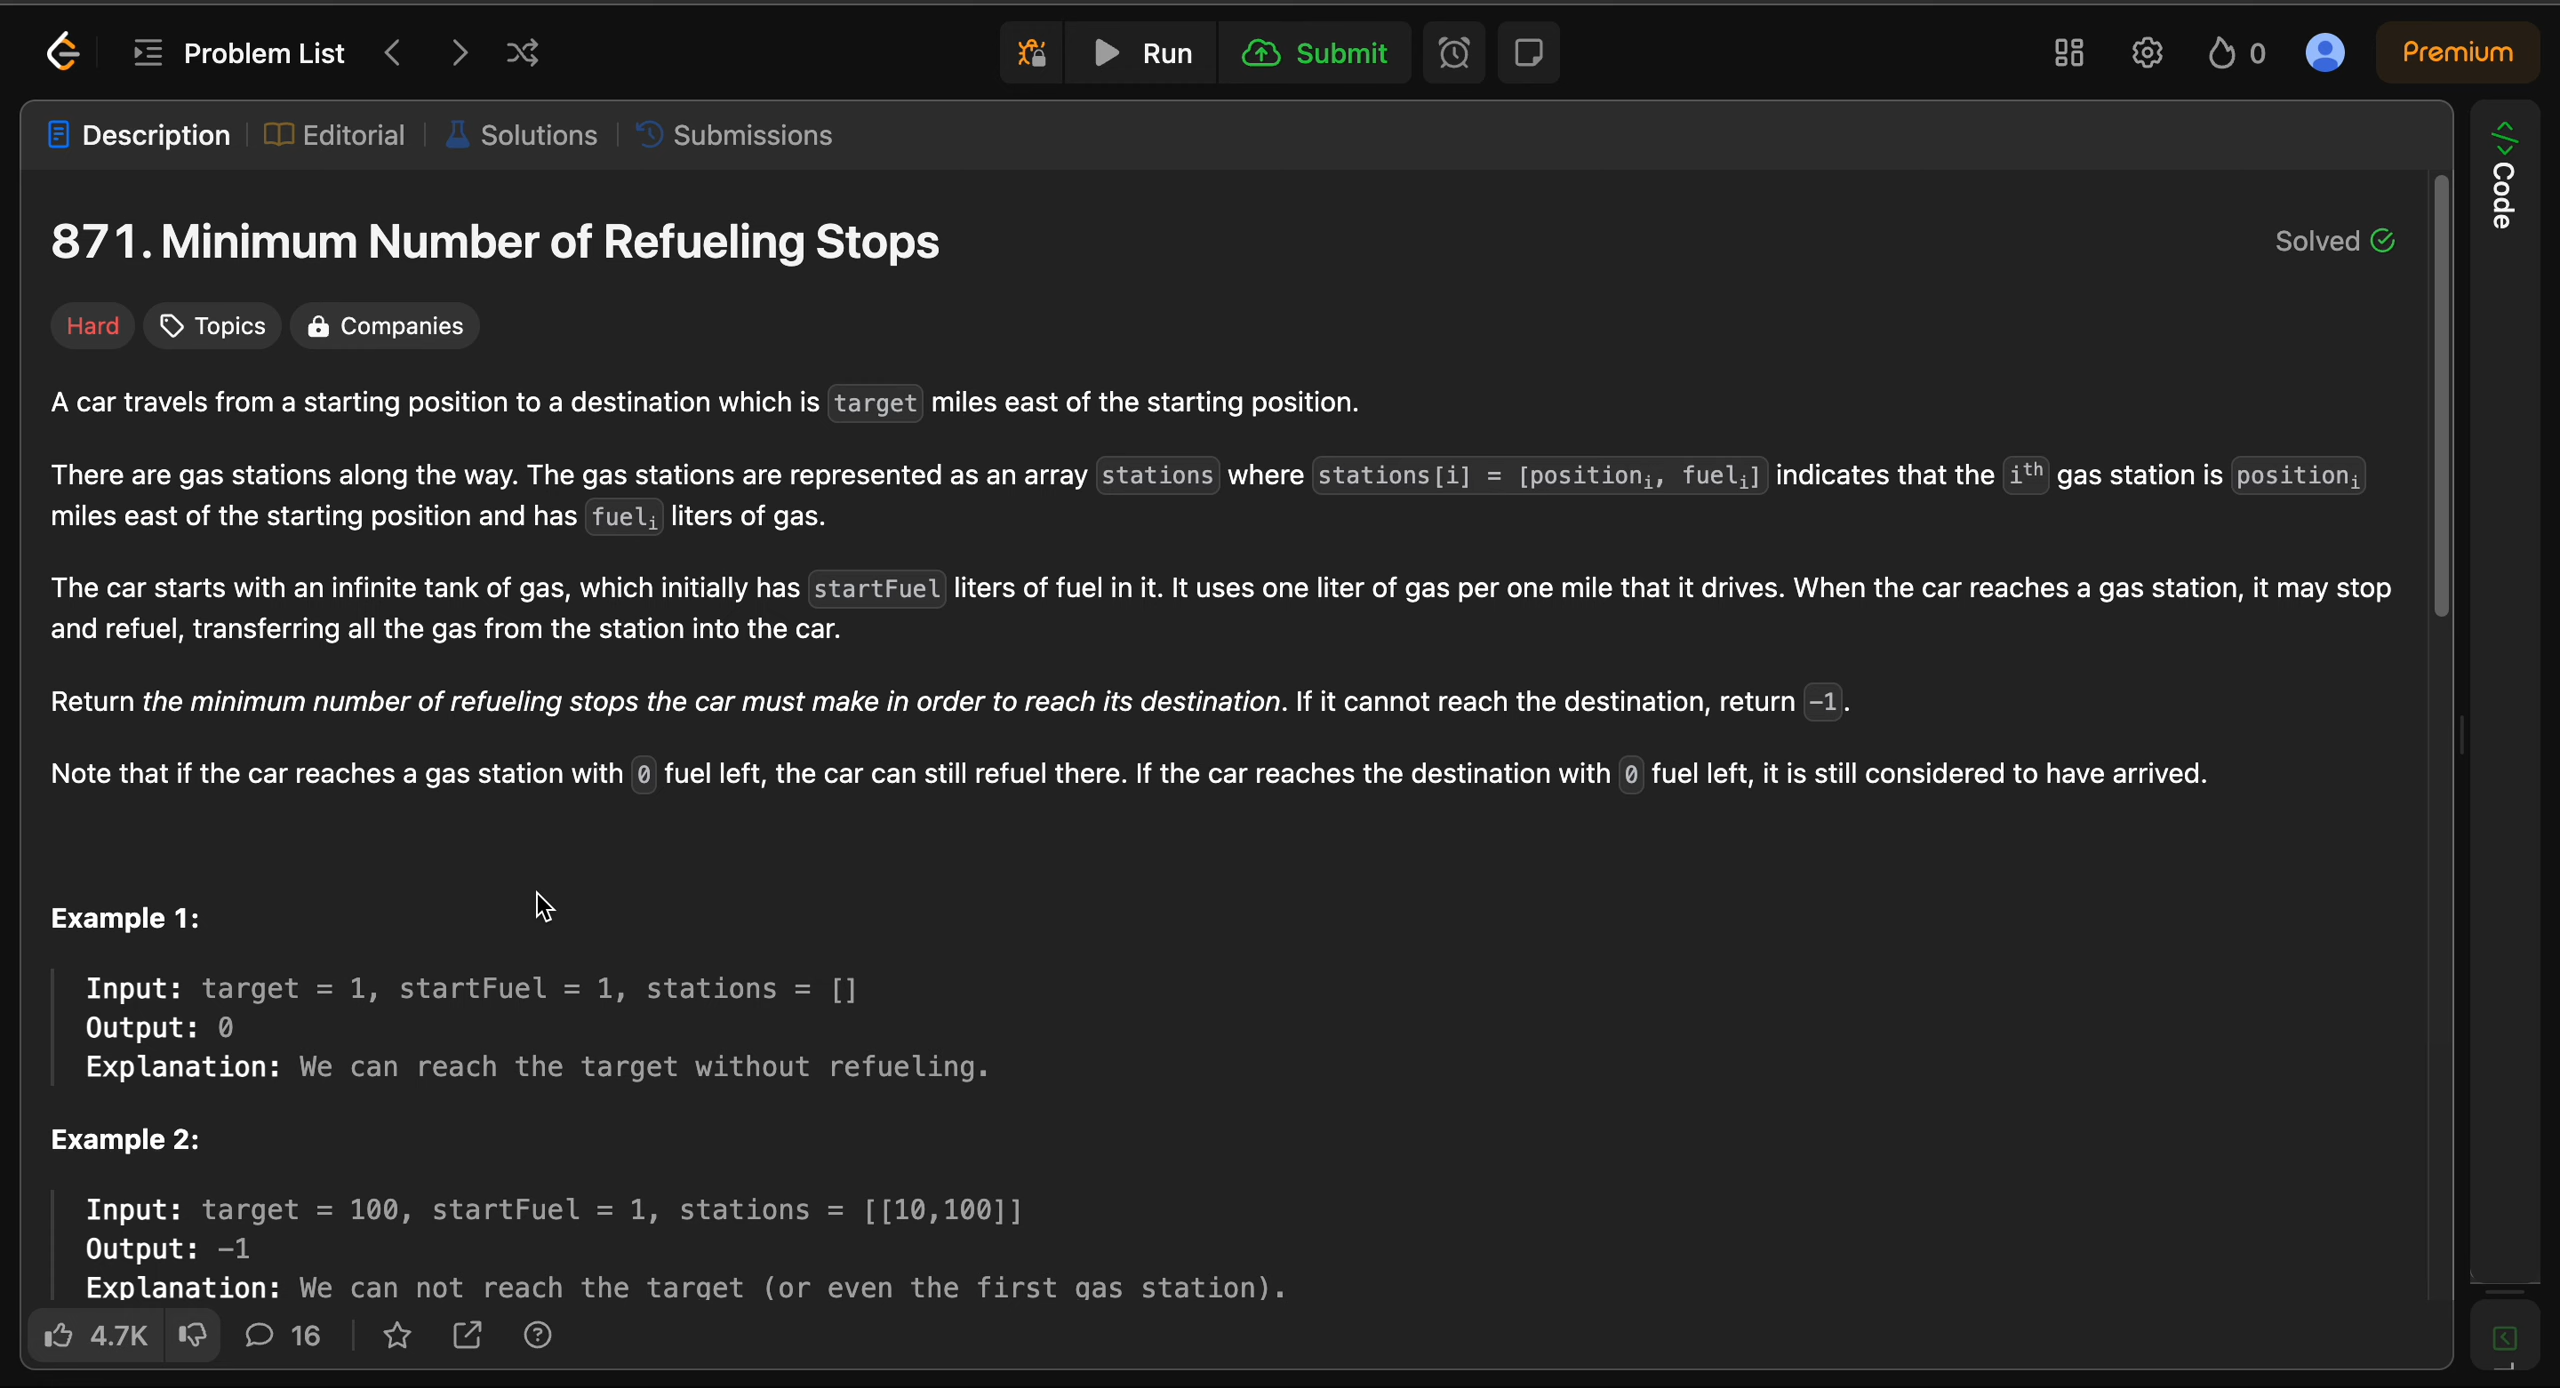 Problem List
Run
Submit
0
Premium
Description
Editorial
Solutions
Submissions
Code
871. Minimum Number of Refueling Stops
Solved
Hard
Topics
Companies
A car travels from a starting position to a destination which is target miles east of the starting position.
There are gas stations along the way. The gas stations are represented as an array stations where stations[i] = [positionᵢ, fuelᵢ] indicates that the iᵗʰ gas station is positionᵢ
miles east of the starting position and has fuelᵢ liters of gas.
The car starts with an infinite tank of gas, which initially has startFuel liters of fuel in it. It uses one liter of gas per one mile that it drives. When the car reaches a gas station, it may stop
and refuel, transferring all the gas from the station into the car.
Return the minimum number of refueling stops the car must make in order to reach its destination. If it cannot reach the destination, return -1.
Note that if the car reaches a gas station with 0 fuel left, the car can still refuel there. If the car reaches the destination with 0 fuel left, it is still considered to have arrived.
Example 1:
Input: target = 1, startFuel = 1, stations = []
Output: 0
Explanation: We can reach the target without refueling.
Example 2:
Input: target = 100, startFuel = 1, stations = [[10,100]]
Output: -1
Explanation: We can not reach the target (or even the first gas station).
4.7K
16